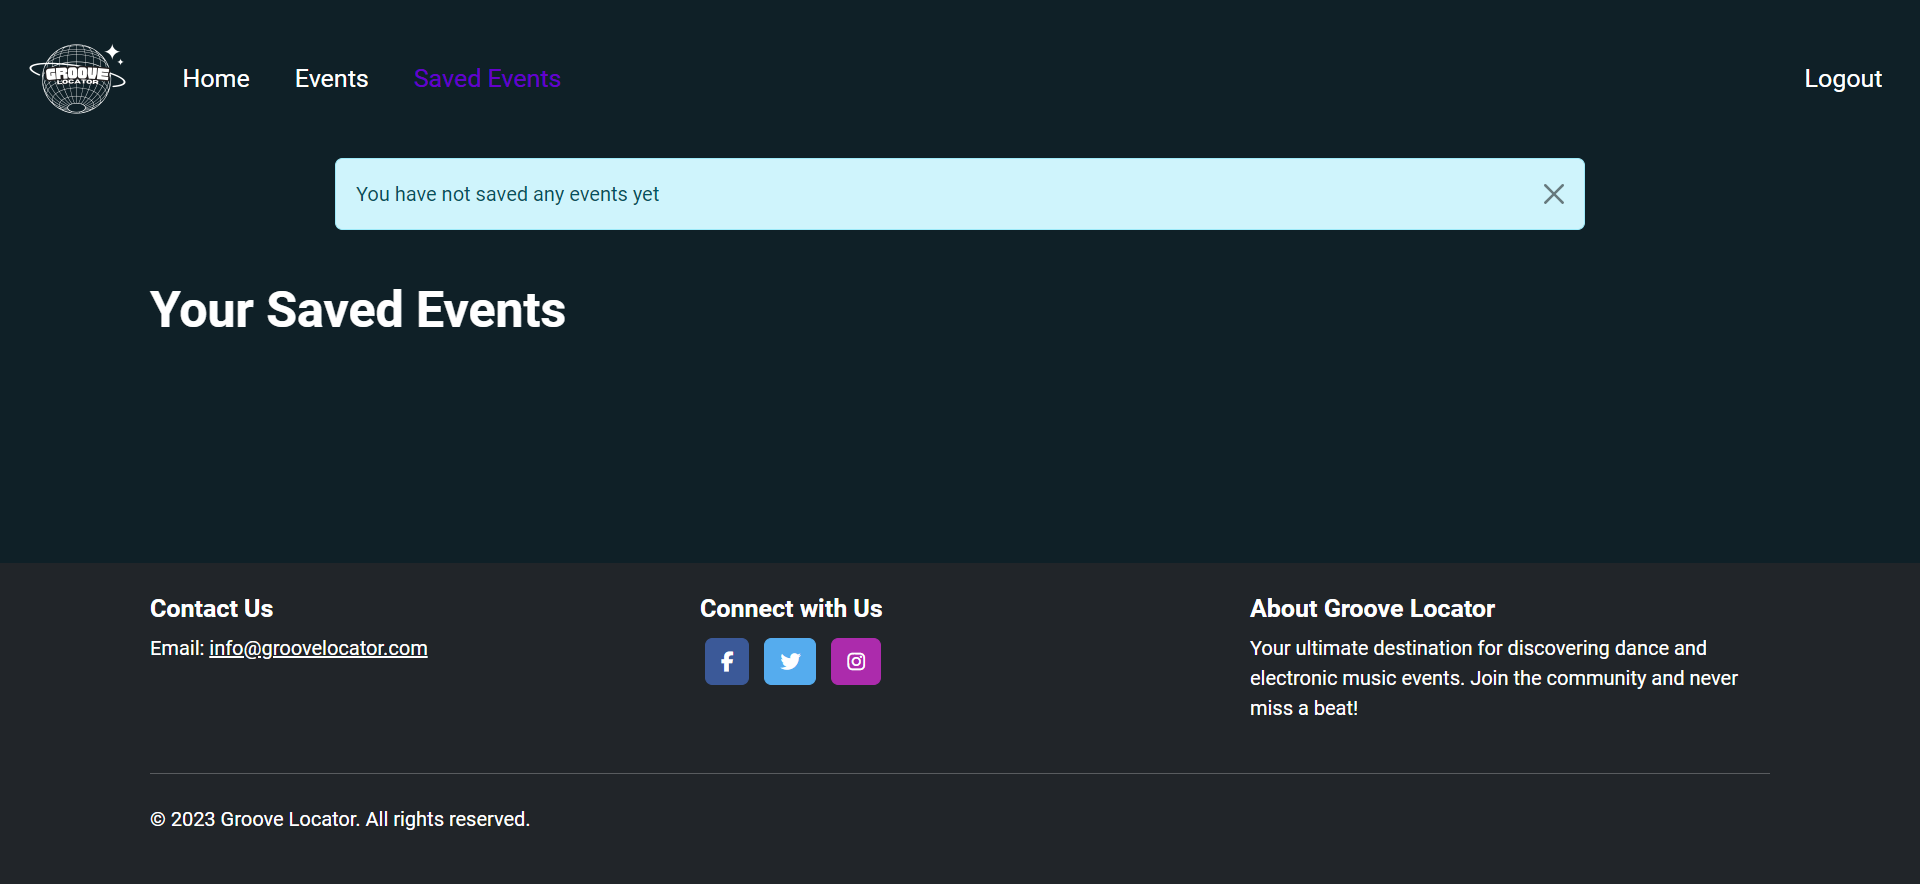 GROOVE
LOCATOR
Home Events Saved Events Logout
You have not saved any events yet
Your Saved Events
Contact Us
Email: info@groovelocator.com
Connect with Us
About Groove Locator
Your ultimate destination for discovering dance and
electronic music events. Join the community and never
miss a beat!
© 2023 Groove Locator. All rights reserved.